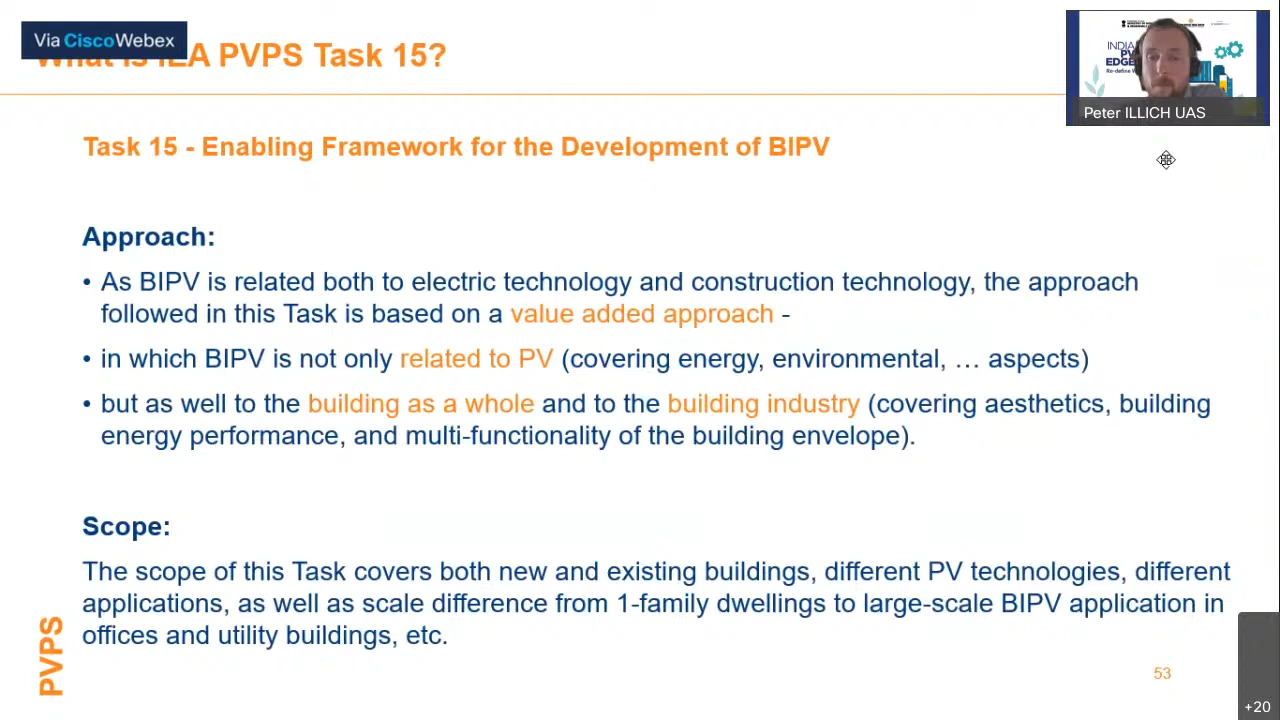 Via CiscoWebex
What is IEA PVPS Task 15?
INDIA
PV
EDGE
Re-define
Peter ILLICH UAS
Task 15 - Enabling Framework for the Development of BIPV
Approach:
• As BIPV is related both to electric technology and construction technology, the approach
followed in this Task is based on a value added approach -
• in which BIPV is not only related to PV (covering energy, environmental, … aspects)
• but as well to the building as a whole and to the building industry (covering aesthetics, building
energy performance, and multi-functionality of the building envelope).
Scope:
The scope of this Task covers both new and existing buildings, different PV technologies, different
applications, as well as scale difference from 1-family dwellings to large-scale BIPV application in
offices and utility buildings, etc.
PVPS
53
+20